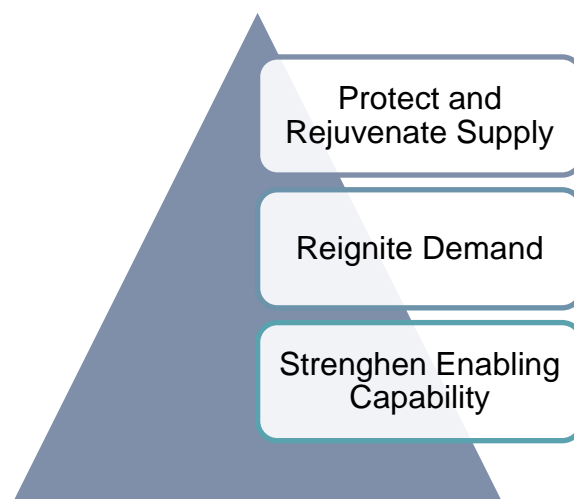 Protect and
Rejuvenate Supply
Reignite Demand
Strenghen Enabling
Capability